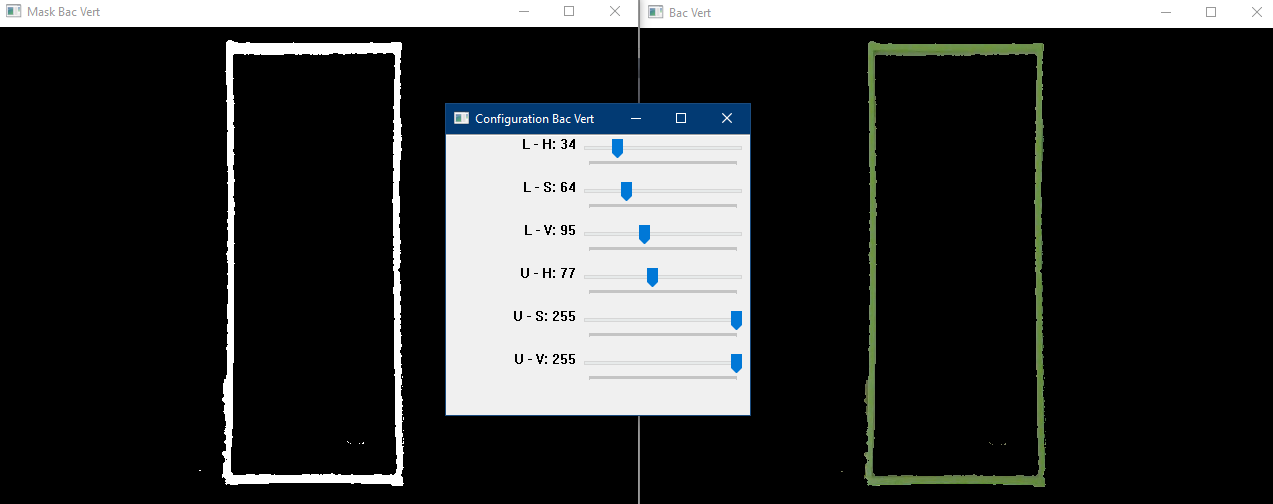 Mask Bac Vert
Bac Vert
Configuration Bac Vert
L - H: 34
L - S: 64
L - V: 95
U - H: 77
U - S: 255
U - V: 255